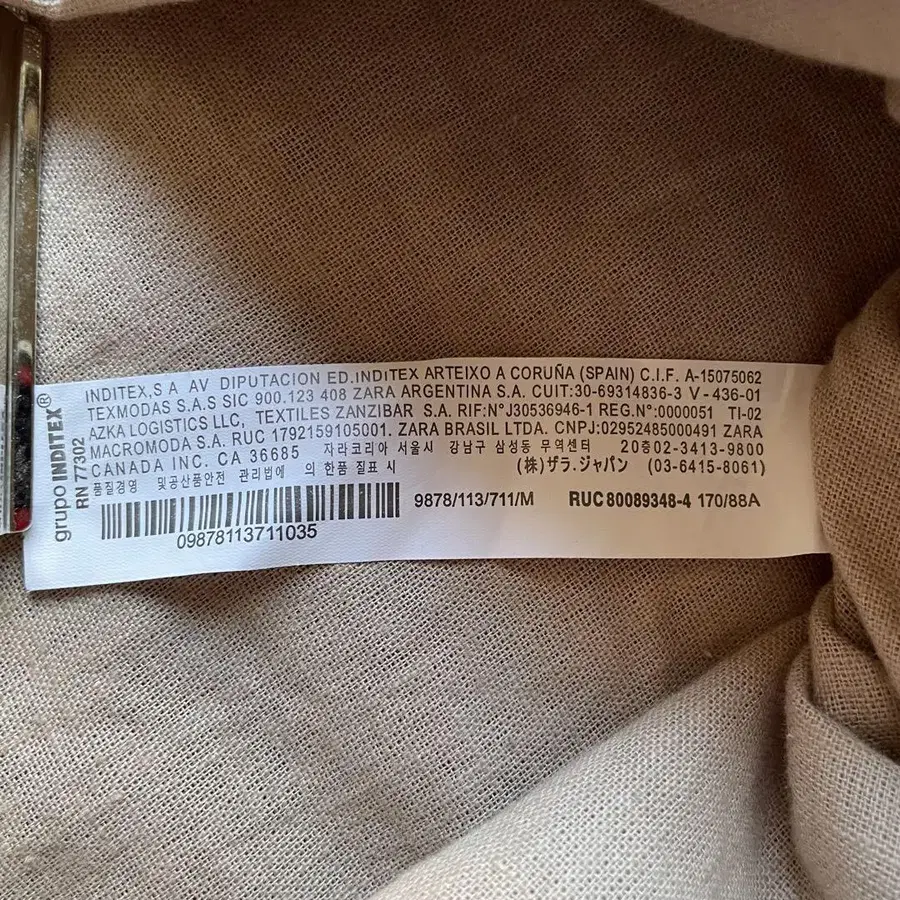 grupo INDITEX®
RN 77302
INDITEX,S.A AV DIPUTACION ED.INDITEX ARTEIXO A CORUÑA (SPAIN) C.I.F. A-15075062
TEXMODAS S.A.S SIC 900.123 408 ZARA ARGENTINA S.A. CUIT:30-69314836-3 V - 436-01
AZKA LOGISTICS LLC, TEXTILES ZANZIBAR S.A. RIF:N°J30536946-1 REG.N°:0000051 TI-02
MACROMODA S.A. RUC 1792159105001. ZARA BRASIL LTDA. CNPJ:02952485000491 ZARA
CANADA INC. CA 36685 자라코리아 서울시 강남구 삼성동 무역센터 20층02-3413-9800
품질경영 및공산품안전 관리법에 의 한품 질표 시 (株)ザラ.ジャパン (03-6415-8061)
9878/113/711/M RUC 80089348-4 170/88A
09878113711035